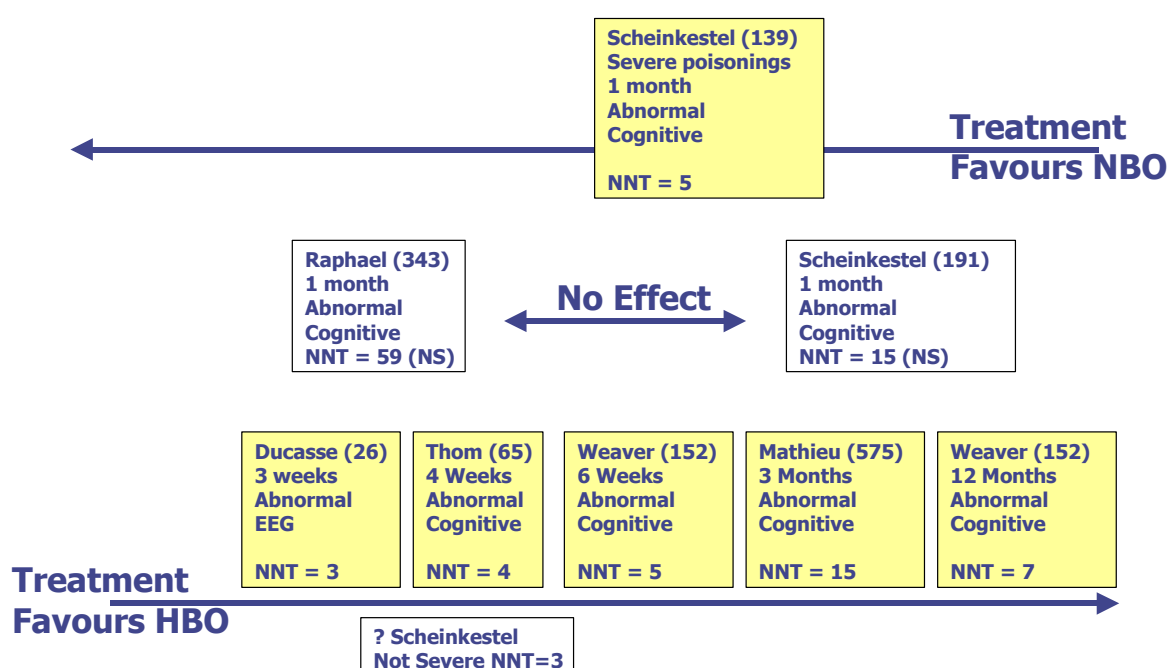 Scheinkestel (139)
Severe poisonings
1 month
Abnormal
Cognitive
NNT = 5
Treatment
Favours NBO
Raphael (343)
1 month
Abnormal
Cognitive
NNT = 59 (NS)
No Effect
Scheinkestel (191)
1 month
Abnormal
Cognitive
NNT = 15 (NS)
Ducasse (26)
3 weeks
Abnormal
EEG
NNT = 3
Thom (65)
4 Weeks
Abnormal
Cognitive
NNT = 4
Weaver (152)
6 Weeks
Abnormal
Cognitive
NNT = 5
Mathieu (575)
3 Months
Abnormal
Cognitive
NNT = 15
Weaver (152)
12 Months
Abnormal
Cognitive
NNT = 7
Treatment
Favours HBO
? Scheinkestel
Not Severe NNT=3